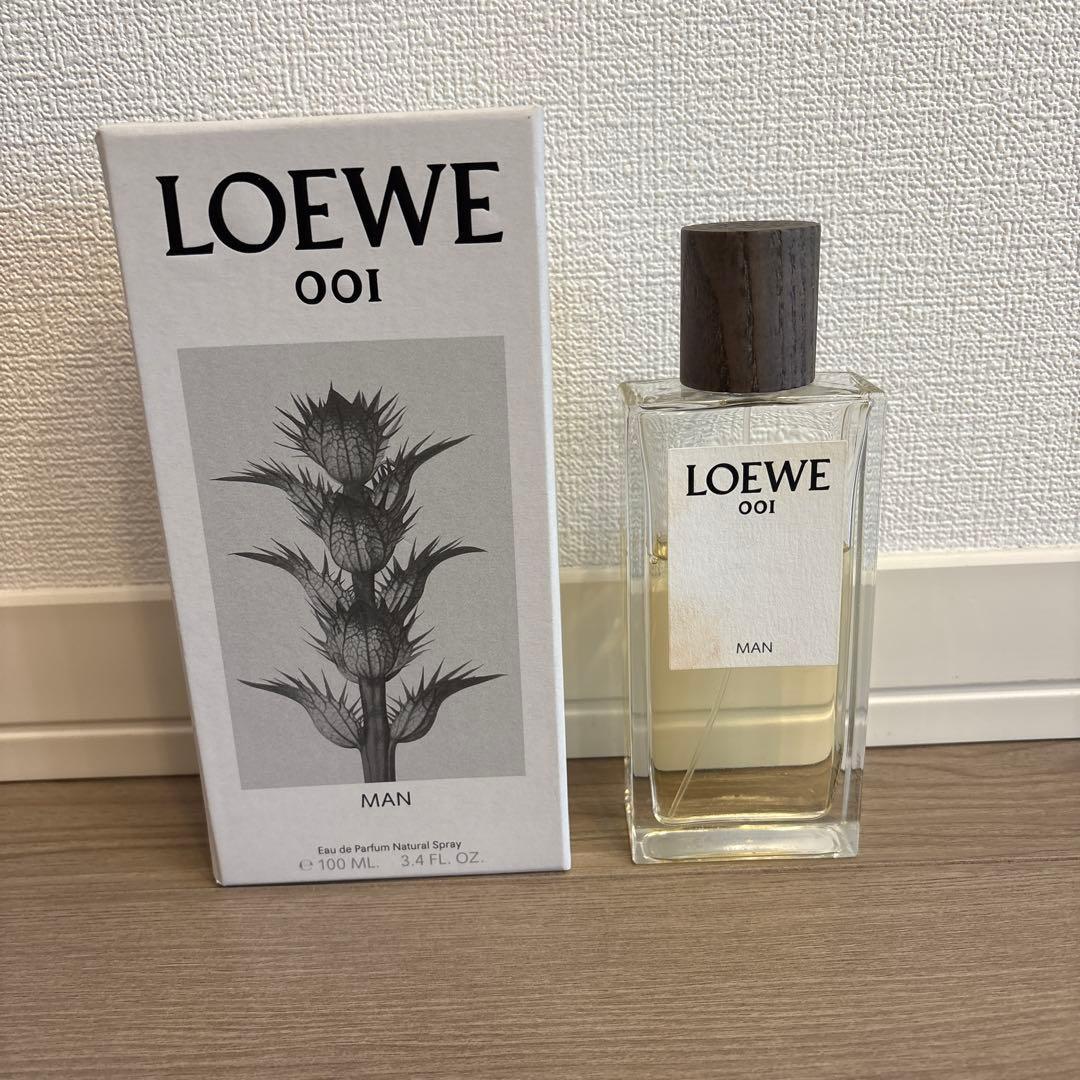 LOEWE
001
MAN
Eau de Parfum Natural Spray
℮ 100 ML. 3.4 FL. OZ.
LOEWE
001
MAN